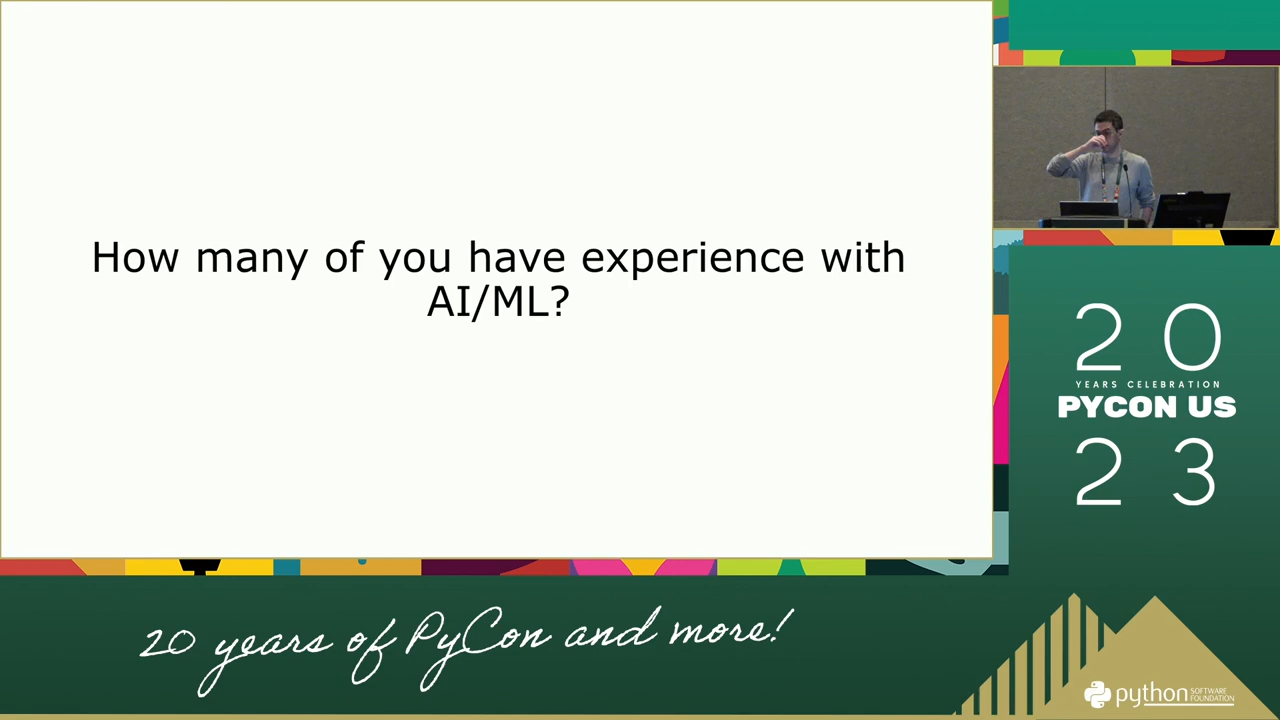 How many of you have experience with
AI/ML?
20
YEARS CELEBRATION
PYCON US
23
20 years of PyCon and more!
python SOFTWARE
FOUNDATION